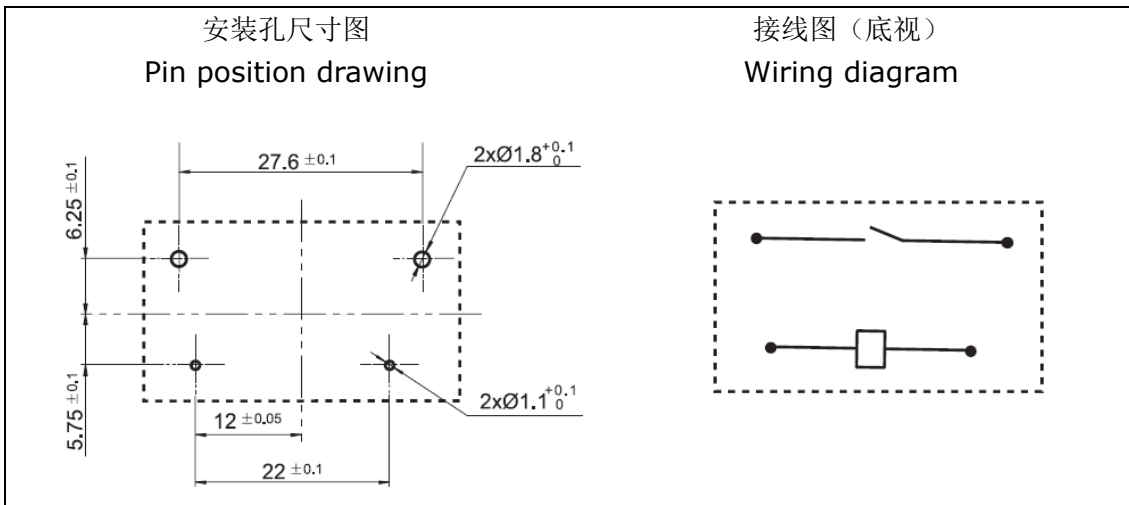 安装孔尺寸图
Pin position drawing
27.6 ±0.1
2xØ1.8 +0.1 0
6.25 ±0.1
5.75 ±0.1
12 ±0.05
22 ±0.1
2xØ1.1 +0.1 0
接线图（底视）
Wiring diagram